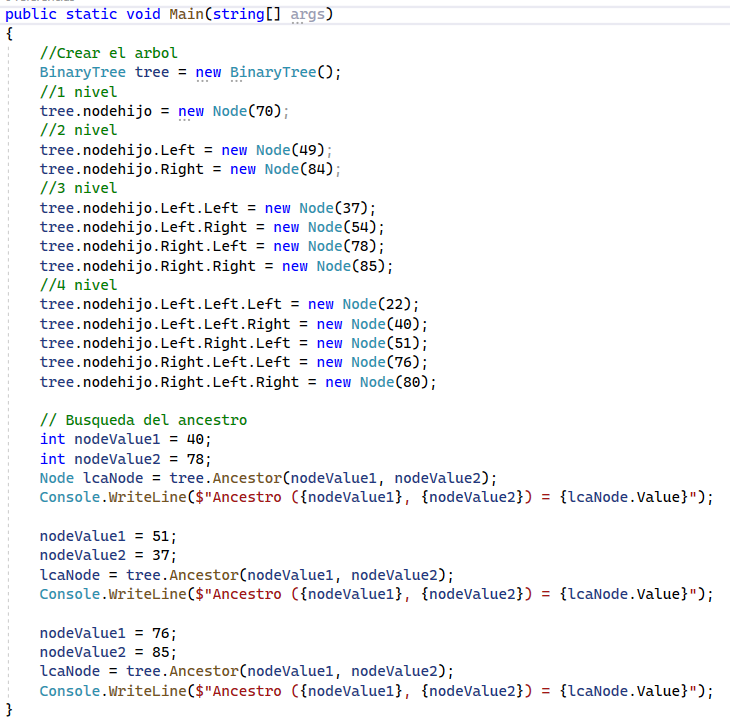 public static void Main(string[] args)
{
//Crear el arbol
BinaryTree tree = new BinaryTree();
//1 nivel
tree.nodehijo = new Node(70);
//2 nivel
tree.nodehijo.Left = new Node(49);
tree.nodehijo.Right = new Node(84);
//3 nivel
tree.nodehijo.Left.Left = new Node(37);
tree.nodehijo.Left.Right = new Node(54);
tree.nodehijo.Right.Left = new Node(78);
tree.nodehijo.Right.Right = new Node(85);
//4 nivel
tree.nodehijo.Left.Left.Left = new Node(22);
tree.nodehijo.Left.Left.Right = new Node(40);
tree.nodehijo.Left.Right.Left = new Node(51);
tree.nodehijo.Right.Left.Left = new Node(76);
tree.nodehijo.Right.Left.Right = new Node(80);
// Busqueda del ancestro
int nodeValue1 = 40;
int nodeValue2 = 78;
Node lcaNode = tree.Ancestor(nodeValue1, nodeValue2);
Console.WriteLine($"Ancestro ({nodeValue1}, {nodeValue2}) = {lcaNode.Value}");
nodeValue1 = 51;
nodeValue2 = 37;
lcaNode = tree.Ancestor(nodeValue1, nodeValue2);
Console.WriteLine($"Ancestro ({nodeValue1}, {nodeValue2}) = {lcaNode.Value}");
nodeValue1 = 76;
nodeValue2 = 85;
lcaNode = tree.Ancestor(nodeValue1, nodeValue2);
Console.WriteLine($"Ancestro ({nodeValue1}, {nodeValue2}) = {lcaNode.Value}");
}